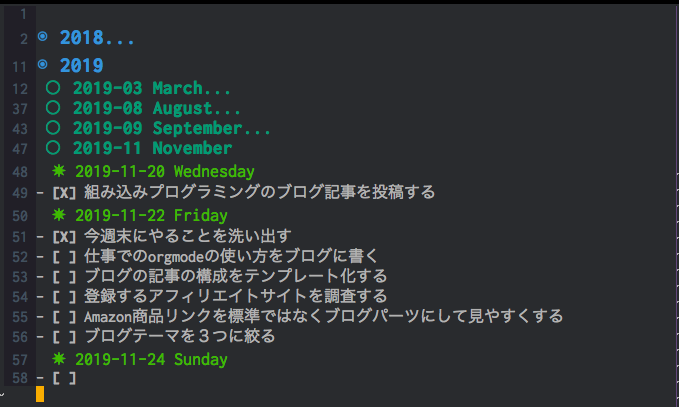 1
2 2018...
11 2019
12 2019-03 March...
37 2019-08 August...
43 2019-09 September...
47 2019-11 November
48 2019-11-20 Wednesday
49 - [X] 組み込みプログラミングのブログ記事を投稿する
50 2019-11-22 Friday
51 - [X] 今週末にやることを洗い出す
52 - [ ] 仕事でのorgmodeの使い方をブログに書く
53 - [ ] ブログの記事の構成をテンプレート化する
54 - [ ] 登録するアフィリエイトサイトを調査する
55 - [ ] Amazon商品リンクを標準ではなくブログパーツにして見やすくする
56 - [ ] ブログテーマを３つに絞る
57 2019-11-24 Sunday
58 - [ ]
~